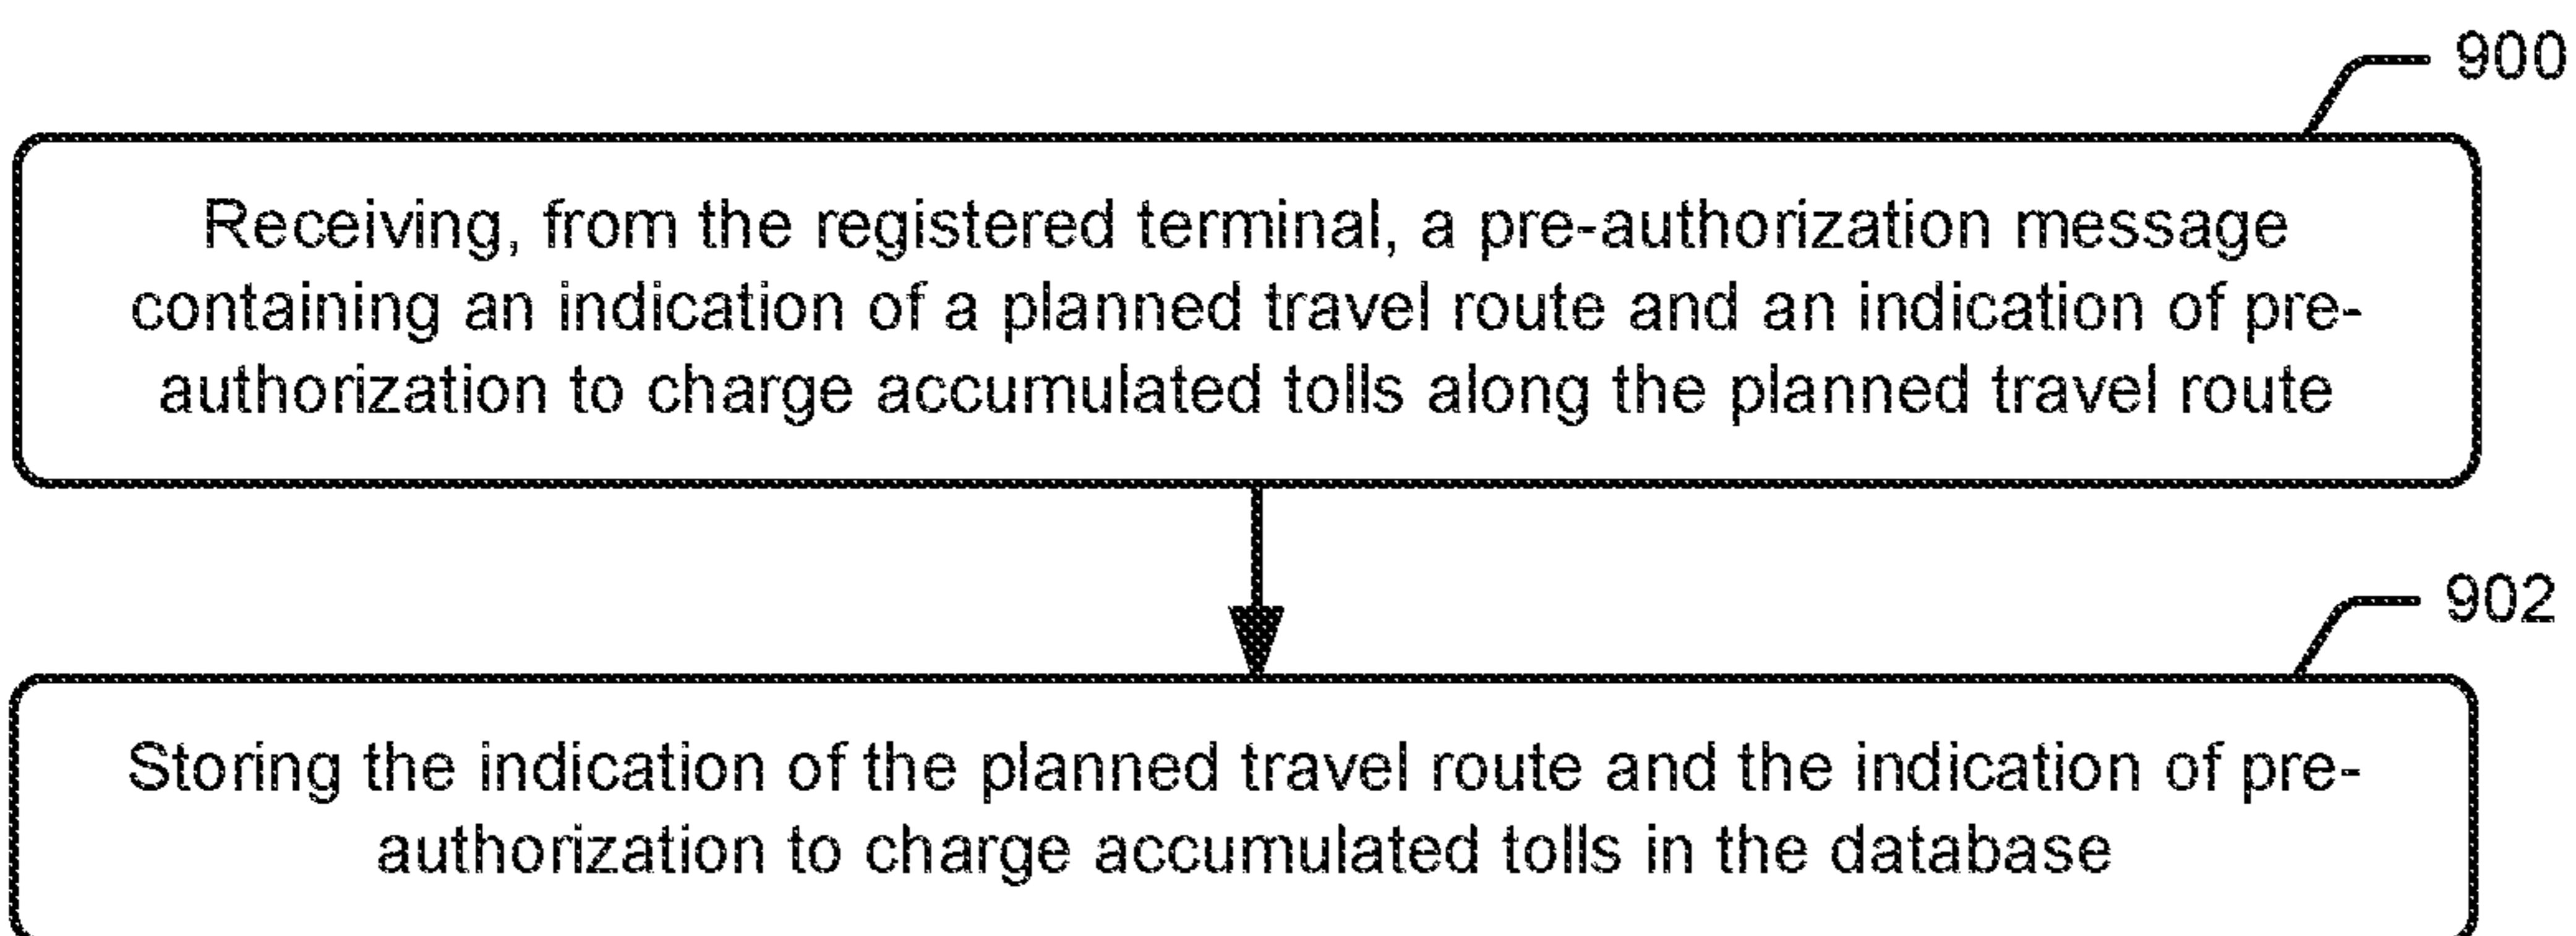 900
Receiving, from the registered terminal, a pre-authorization message
containing an indication of a planned travel route and an indication of pre-
authorization to charge accumulated tolls along the planned travel route
902
Storing the indication of the planned travel route and the indication of pre-
authorization to charge accumulated tolls in the database